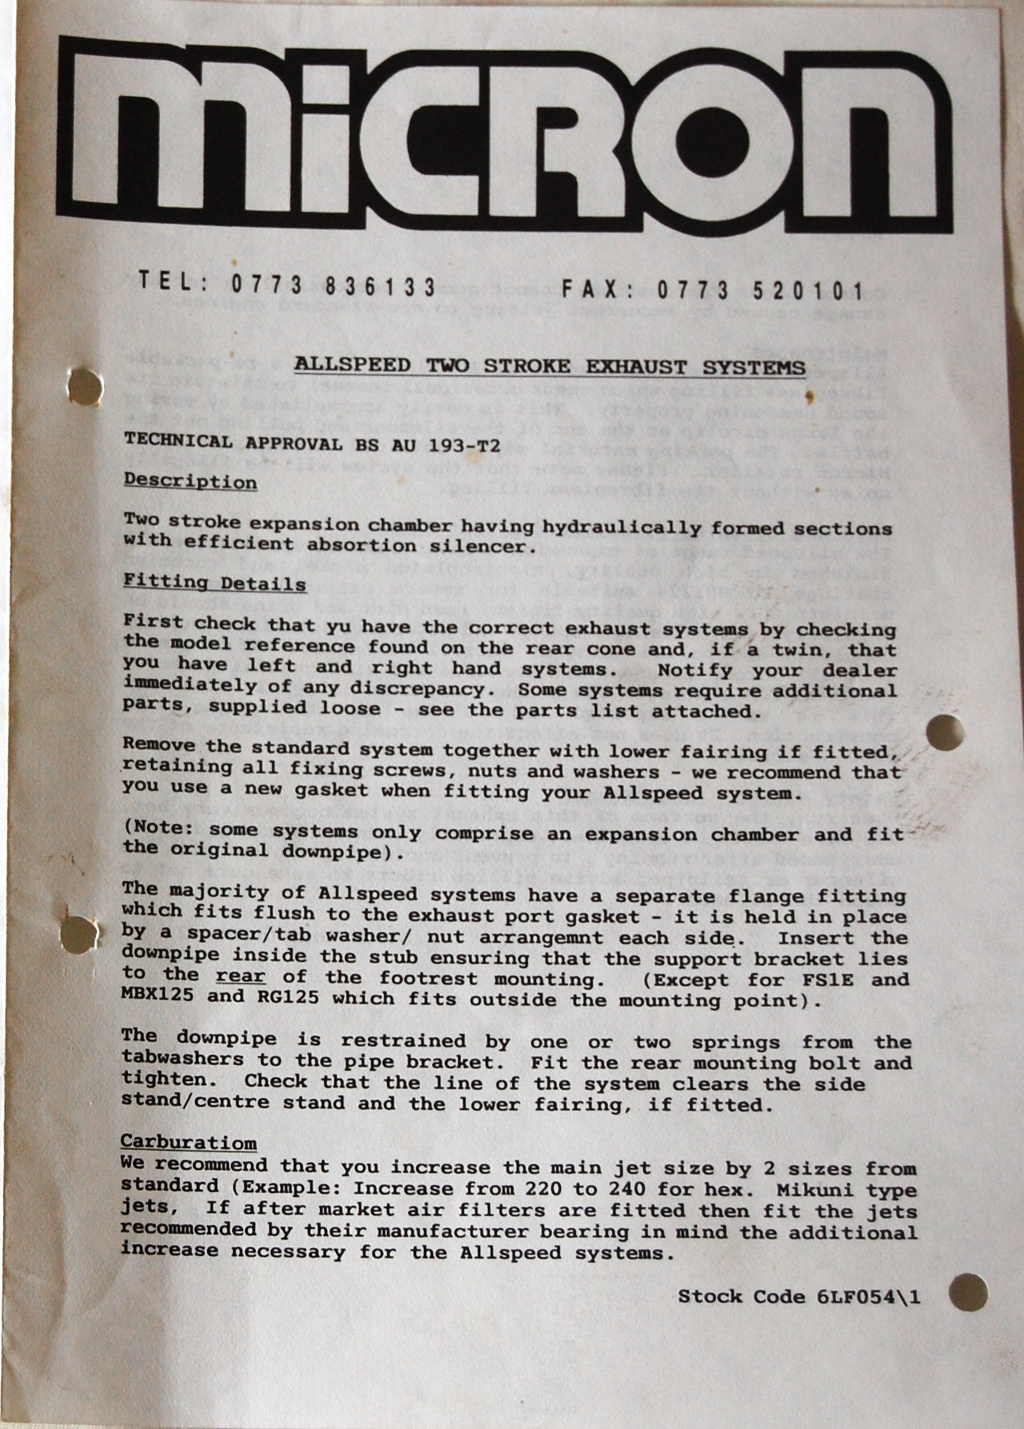 MICRON
TEL: 0773 836133 FAX: 0773 520101
ALLSPEED TWO STROKE EXHAUST SYSTEMS
TECHNICAL APPROVAL BS AU 193-T2
Description
Two stroke expansion chamber having hydraulically formed sections
with efficient absortion silencer.
Fitting Details
First check that yu have the correct exhaust systems by checking
the model reference found on the rear cone and, if a twin, that
you have left and right hand systems. Notify your dealer
immediately of any discrepancy. Some systems require additional
parts, supplied loose - see the parts list attached.
Remove the standard system together with lower fairing if fitted,
retaining all fixing screws, nuts and washers - we recommend that
you use a new gasket when fitting your Allspeed system.
(Note: some systems only comprise an expansion chamber and fit
the original downpipe).
The majority of Allspeed systems have a separate flange fitting
which fits flush to the exhaust port gasket - it is held in place
by a spacer/tab washer/ nut arrangemnt each side. Insert the
downpipe inside the stub ensuring that the support bracket lies
to the rear of the footrest mounting. (Except for FS1E and
MBX125 and RG125 which fits outside the mounting point).
The downpipe is restrained by one or two springs from the
tabwashers to the pipe bracket. Fit the rear mounting bolt and
tighten. Check that the line of the system clears the side
stand/centre stand and the lower fairing, if fitted.
Carburatiom
We recommend that you increase the main jet size by 2 sizes from
standard (Example: Increase from 220 to 240 for hex. Mikuni type
jets, If after market air filters are fitted then fit the jets
recommended by their manufacturer bearing in mind the additional
increase necessary for the Allspeed systems.
Stock Code 6LF054\1